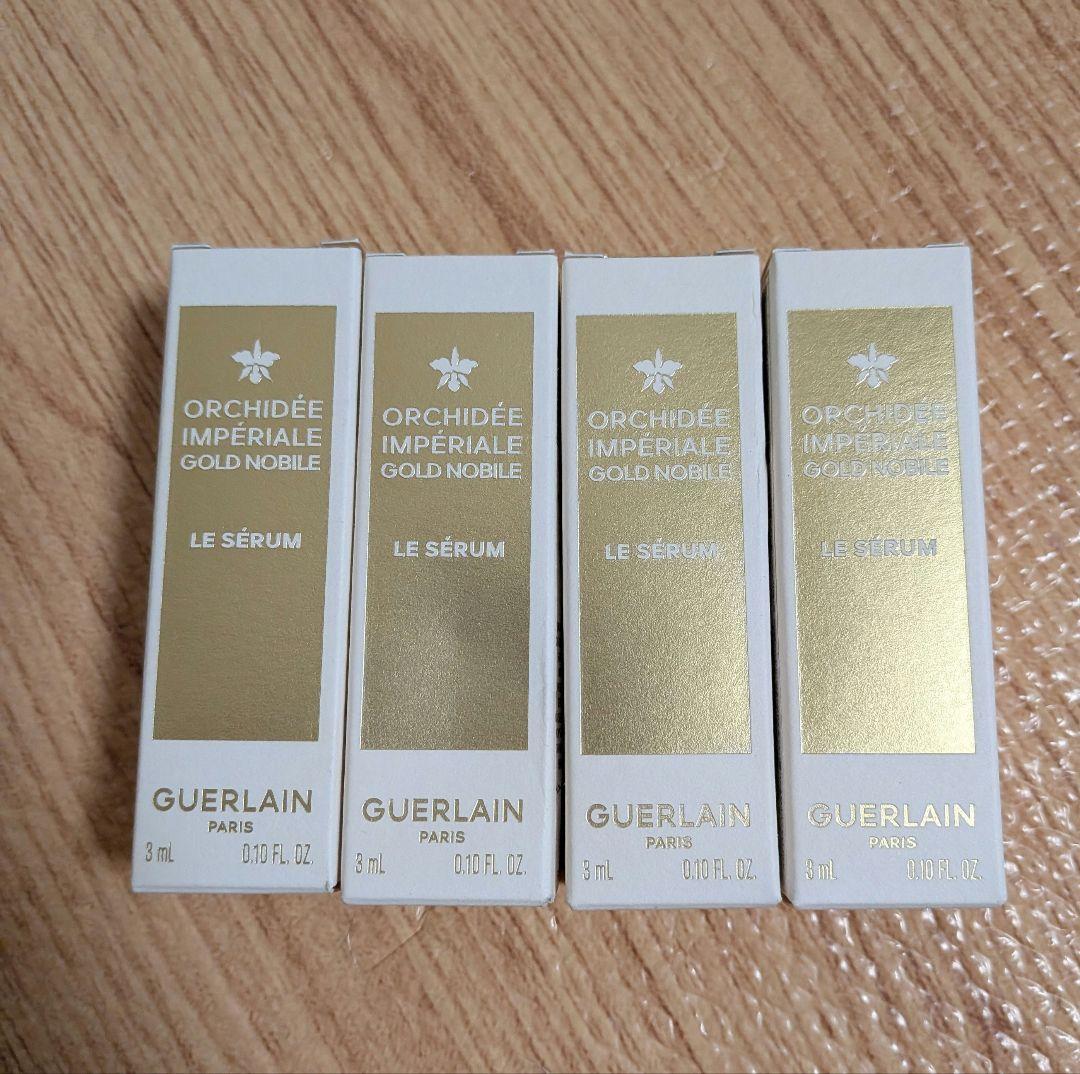 ORCHIDÉE
IMPÉRIALE
GOLD NOBILE
LE SÉRUM
GUERLAIN
PARIS
3 mL 0.10 FL. OZ.
ORCHIDÉE
IMPÉRIALE
GOLD NOBILE
LE SÉRUM
GUERLAIN
PARIS
3 mL 0.10 FL. OZ.
ORCHIDÉE
IMPÉRIALE
GOLD NOBILE
LE SÉRUM
GUERLAIN
PARIS
3 mL 0.10 FL. OZ.
ORCHIDÉE
IMPÉRIALE
GOLD NOBILE
LE SÉRUM
GUERLAIN
PARIS
3 mL 0.10 FL. OZ.